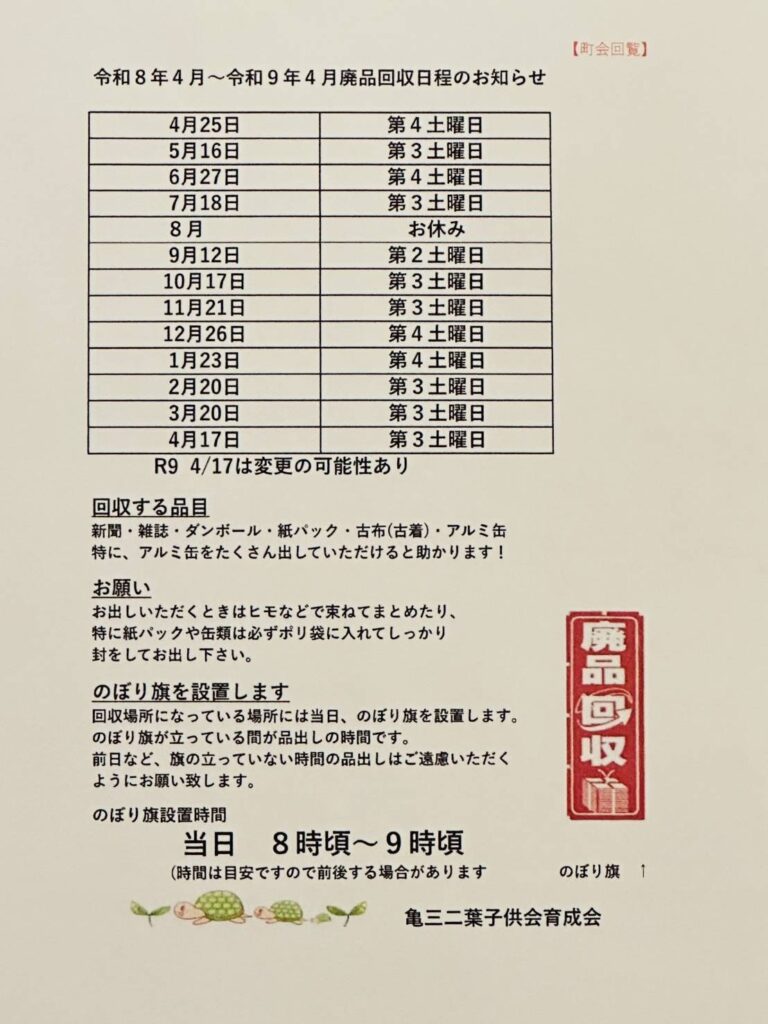 【町会回覧】
令和８年４月～令和９年４月廃品回収日程のお知らせ
4月25日 第４土曜日
5月16日 第３土曜日
6月27日 第４土曜日
7月18日 第３土曜日
８月 お休み
9月12日 第２土曜日
10月17日 第３土曜日
11月21日 第３土曜日
12月26日 第４土曜日
1月23日 第４土曜日
2月20日 第３土曜日
3月20日 第３土曜日
4月17日 第３土曜日
R9 4/17は変更の可能性あり
回収する品目
新聞・雑誌・ダンボール・紙パック・古布(古着)・アルミ缶
特に、アルミ缶をたくさん出していただけると助かります！
お願い
お出しいただくときはヒモなどで束ねてまとめたり、
特に紙パックや缶類は必ずポリ袋に入れてしっかり
封をしてお出し下さい。
のぼり旗を設置します
回収場所になっている場所には当日、のぼり旗を設置します。
のぼり旗が立っている間が品出しの時間です。
前日など、旗の立っていない時間の品出しはご遠慮いただく
ようにお願い致します。
廃品回収
のぼり旗設置時間
当日　８時頃～９時頃
(時間は目安ですので前後する場合があります
のぼり旗 ↑
亀三二葉子供会育成会